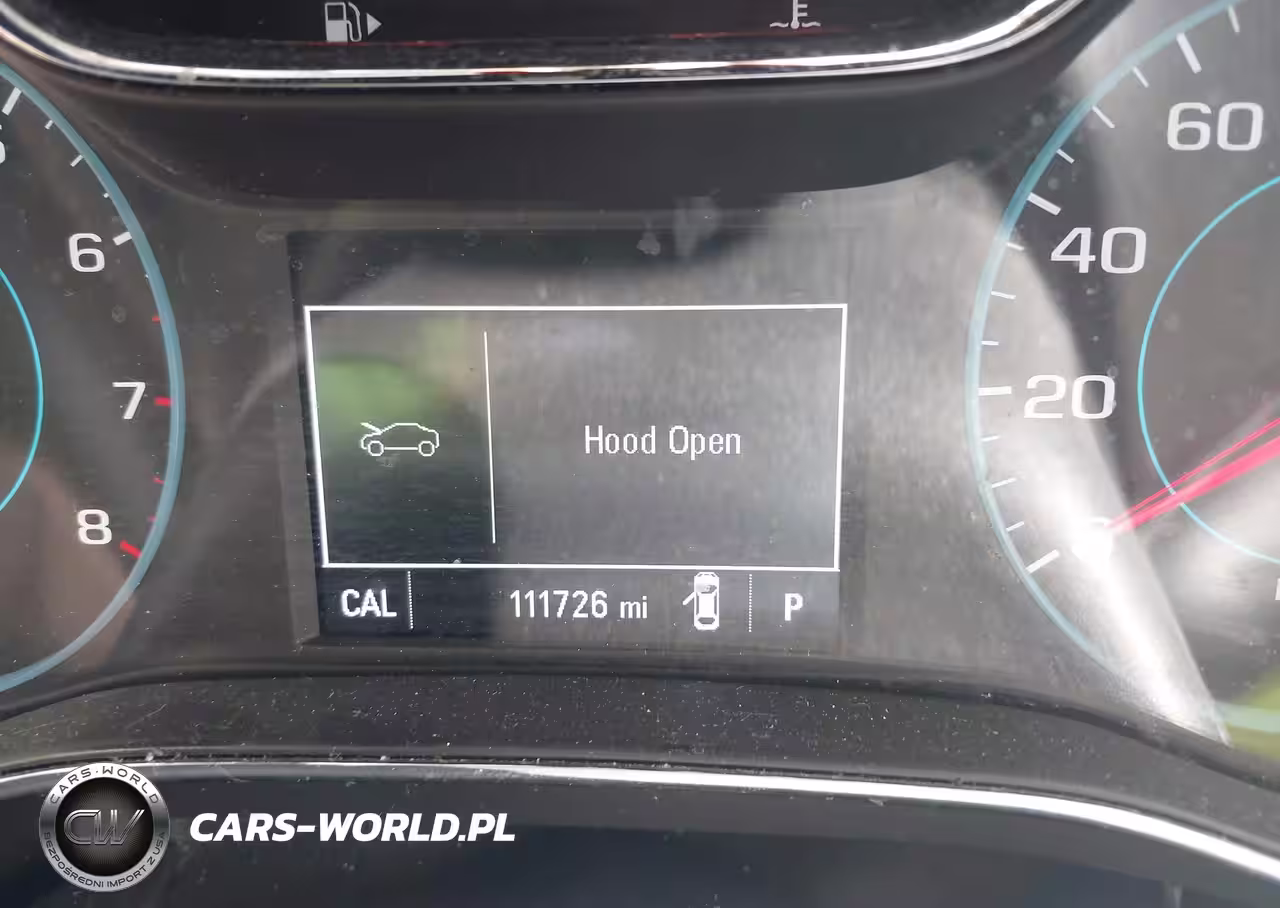 E
60
40
20
6
7
8
Hood Open
CAL
111726 mi
P
CARS-WORLD
CW
BEZPOŚREDNI IMPORT Z USA
CARS-WORLD.PL